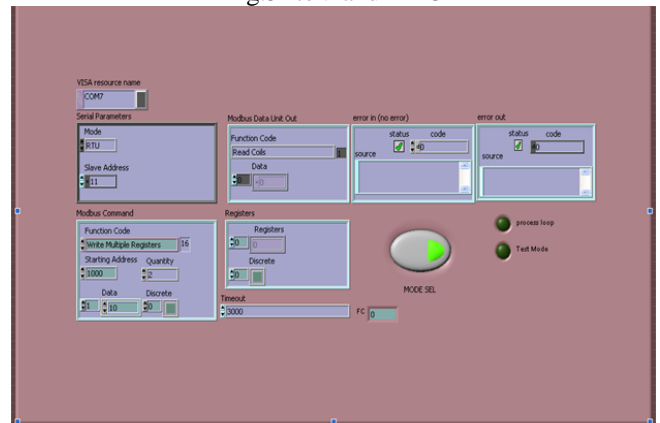 VISA resource name
COM7
Serial Parameters
Mode
RTU
Slave Address
11
Modbus Data Unit Out
Function Code
Read Coils
Data
0
error in (no error)
status code
source
error out
status code
source
Modbus Command
Function Code
Write Multiple Registers 16
Starting Address Quantity
1000 2
Data Discrete
1 10 0
Registers
Registers
0 0
Discrete
0
Timeout
3000
FC 0
MODE SEL
process loop
Test Mode